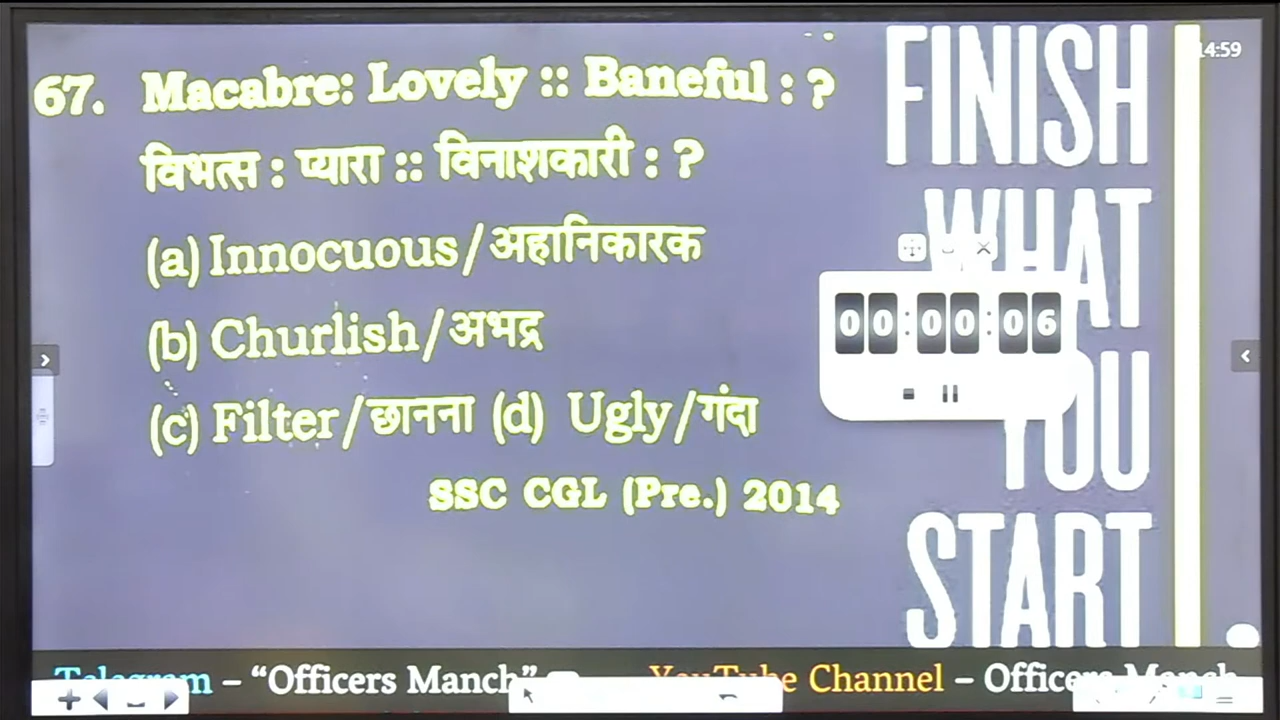 67. Macabre: Lovely :: Baneful : ?
विभत्स : प्यारा :: विनाशकारी : ?
(a) Innocuous/अहानिकारक
(b) Churlish/अभद्र
(c) Filter/छानना (d) Ugly/गंदा
SSC CGL (Pre.) 2014
FINISH
WHAT
YOU
START
14:59
00:00:06
Telegram – “Officers Manch”
YouTube Channel – Officers Manch